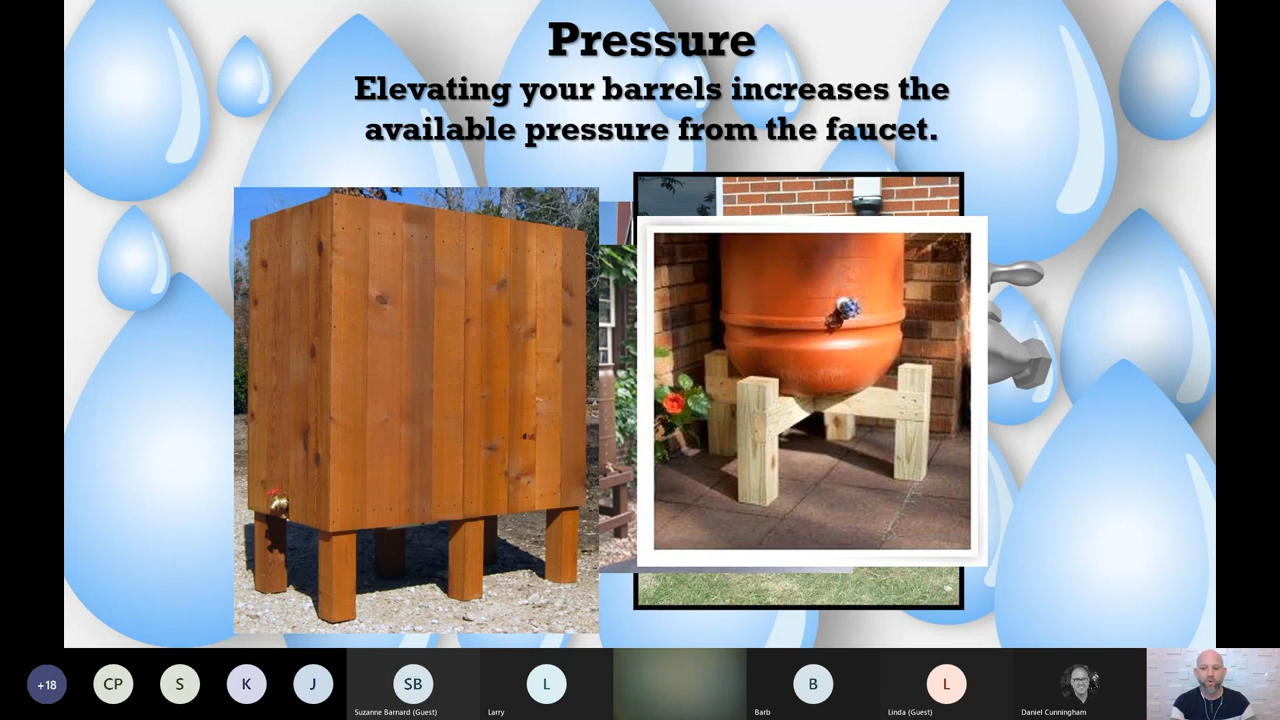 Pressure
Elevating your barrels increases the
available pressure from the faucet.
+18
CP
S
K
J
SB
L
B
L
Suzanne Barnard (Guest)
Larry
Barb
Linda (Guest)
Daniel Cunningham